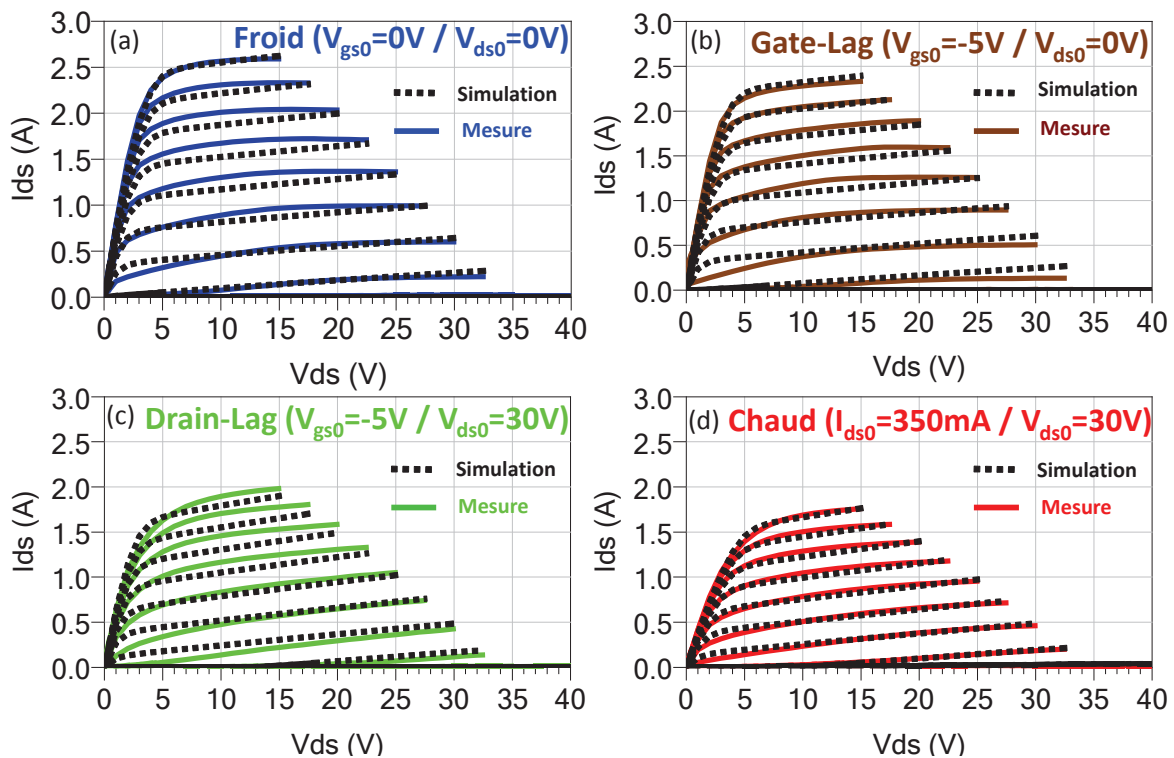 (a) Froid (Vgs0=0V / Vds0=0V)
Simulation
Mesure
Ids (A)
3.0
2.5
2.0
1.5
1.0
0.5
0.0
0 5 10 15 20 25 30 35 40
Vds (V)
(b) Gate-Lag (Vgs0=-5V / Vds0=0V)
Simulation
Mesure
Ids (A)
3.0
2.5
2.0
1.5
1.0
0.5
0.0
0 5 10 15 20 25 30 35 40
Vds (V)
(c) Drain-Lag (Vgs0=-5V / Vds0=30V)
Simulation
Mesure
Ids (A)
3.0
2.5
2.0
1.5
1.0
0.5
0.0
0 5 10 15 20 25 30 35 40
Vds (V)
(d) Chaud (Ids0=350mA / Vds0=30V)
Simulation
Mesure
Ids (A)
3.0
2.5
2.0
1.5
1.0
0.5
0.0
0 5 10 15 20 25 30 35 40
Vds (V)